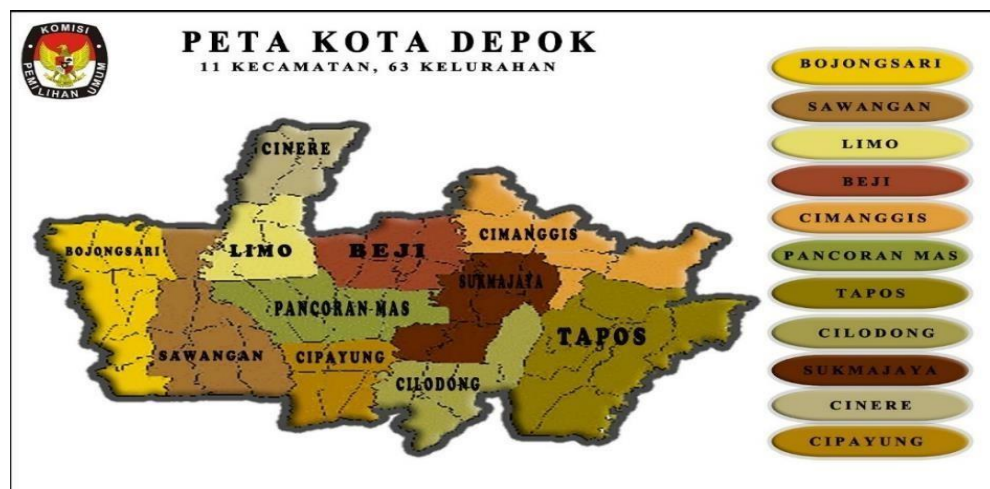 KOMISI
PEMILIHAN UMUM
PETA KOTA DEPOK
11 KECAMATAN, 63 KELURAHAN
CINERE
BOJONGSARI
LIMO
BEJI
CIMANGGIS
SUKMAJAYA
PANCORAN MAS
TAPOS
SAWANGAN
CIPAYUNG
CILODONG
BOJONGSARI
SAWANGAN
LIMO
BEJI
CIMANGGIS
PANCORAN MAS
TAPOS
CILODONG
SUKMAJAYA
CINERE
CIPAYUNG